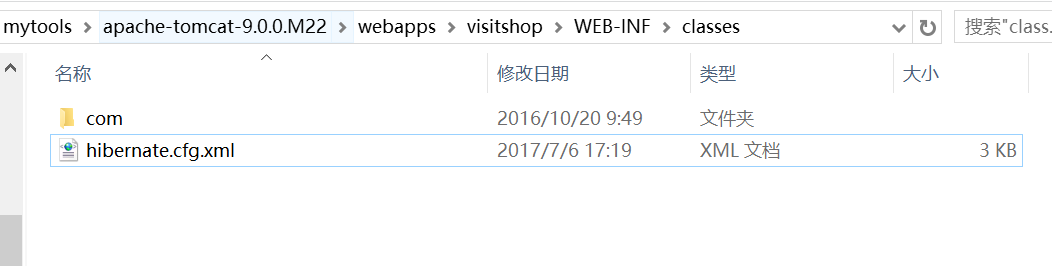 mytools > apache-tomcat-9.0.0.M22 > webapps > visitshop > WEB-INF > classes 搜索"class.
名称 修改日期 类型 大小
com 2016/10/20 9:49 文件夹
hibernate.cfg.xml 2017/7/6 17:19 XML 文档 3 KB